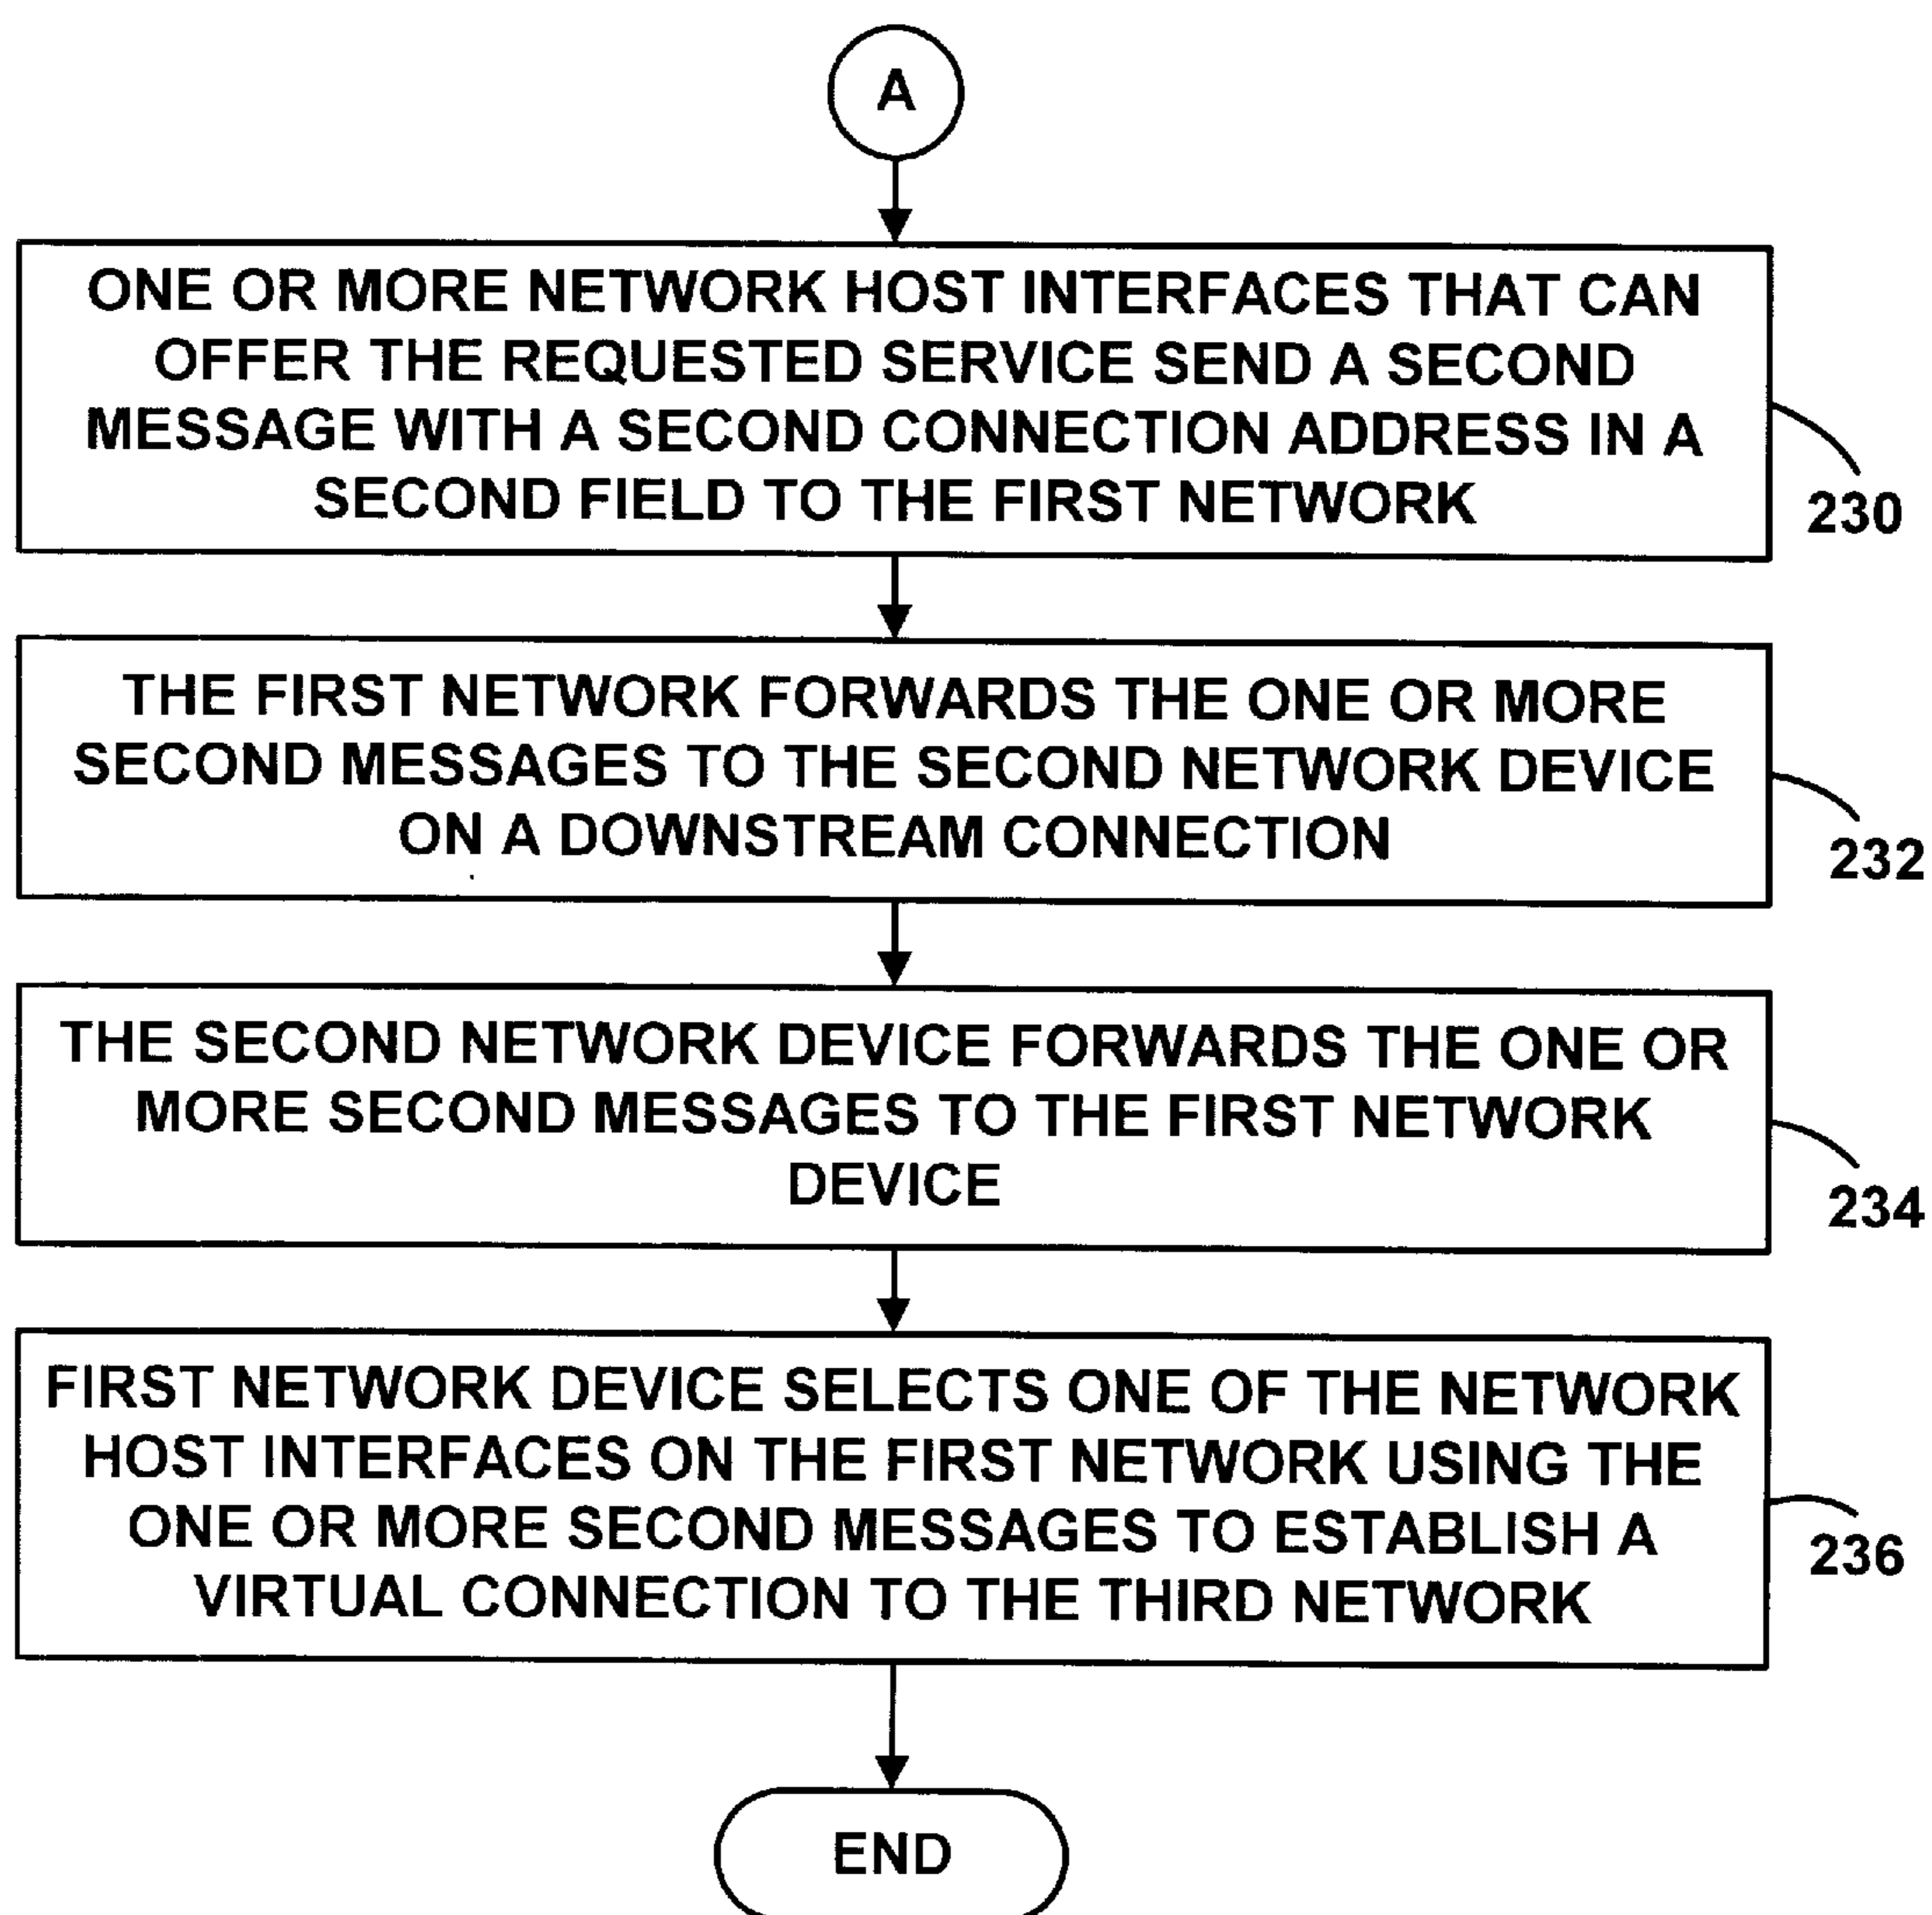 A
ONE OR MORE NETWORK HOST INTERFACES THAT CAN
OFFER THE REQUESTED SERVICE SEND A SECOND
MESSAGE WITH A SECOND CONNECTION ADDRESS IN A
SECOND FIELD TO THE FIRST NETWORK
230
THE FIRST NETWORK FORWARDS THE ONE OR MORE
SECOND MESSAGES TO THE SECOND NETWORK DEVICE
ON A DOWNSTREAM CONNECTION
232
THE SECOND NETWORK DEVICE FORWARDS THE ONE OR
MORE SECOND MESSAGES TO THE FIRST NETWORK
DEVICE
234
FIRST NETWORK DEVICE SELECTS ONE OF THE NETWORK
HOST INTERFACES ON THE FIRST NETWORK USING THE
ONE OR MORE SECOND MESSAGES TO ESTABLISH A
VIRTUAL CONNECTION TO THE THIRD NETWORK
236
END